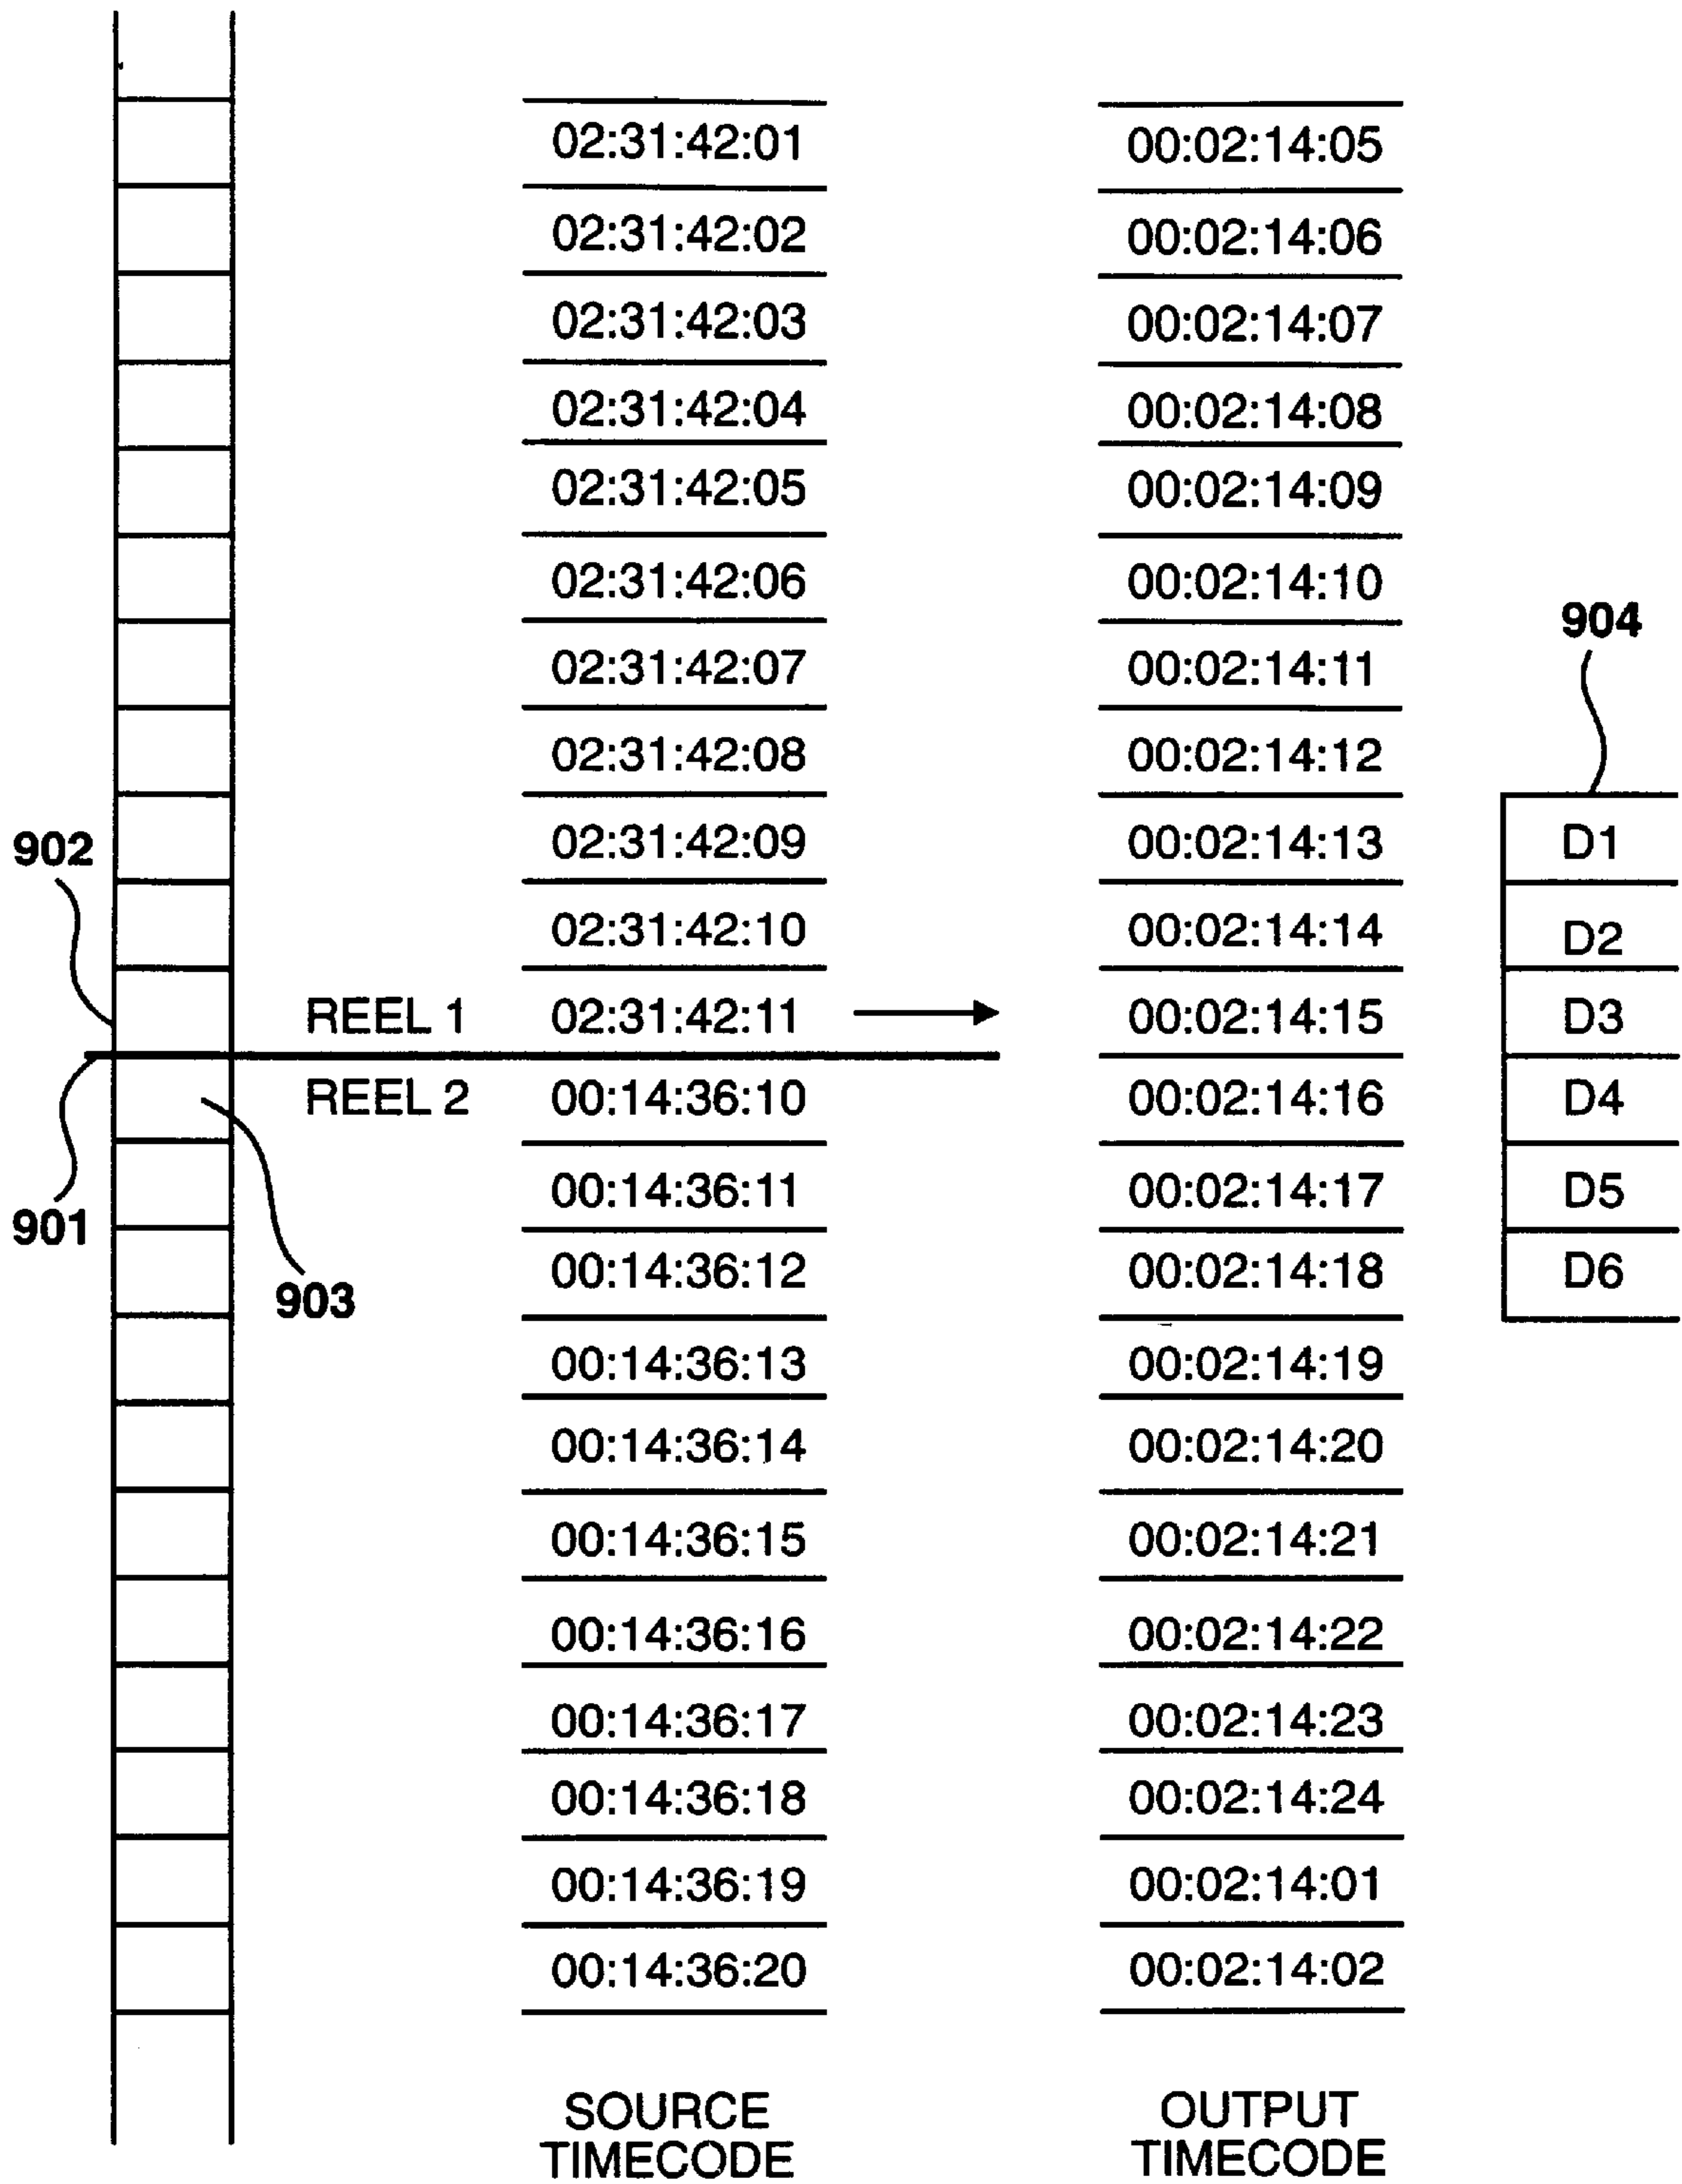 02:31:42:01 00:02:14:05
02:31:42:02 00:02:14:06
02:31:42:03 00:02:14:07
02:31:42:04 00:02:14:08
02:31:42:05 00:02:14:09
02:31:42:06 00:02:14:10
904
02:31:42:07 00:02:14:11
02:31:42:08 00:02:14:12
902 02:31:42:09 00:02:14:13 D1
02:31:42:10 00:02:14:14 D2
REEL 1 02:31:42:11 00:02:14:15 D3
REEL 2 00:14:36:10 00:02:14:16 D4
00:14:36:11 00:02:14:17 D5
901
00:14:36:12 00:02:14:18 D6
903
00:14:36:13 00:02:14:19
00:14:36:14 00:02:14:20
00:14:36:15 00:02:14:21
00:14:36:16 00:02:14:22
00:14:36:17 00:02:14:23
00:14:36:18 00:02:14:24
00:14:36:19 00:02:14:01
00:14:36:20 00:02:14:02
SOURCE OUTPUT
TIMECODE TIMECODE